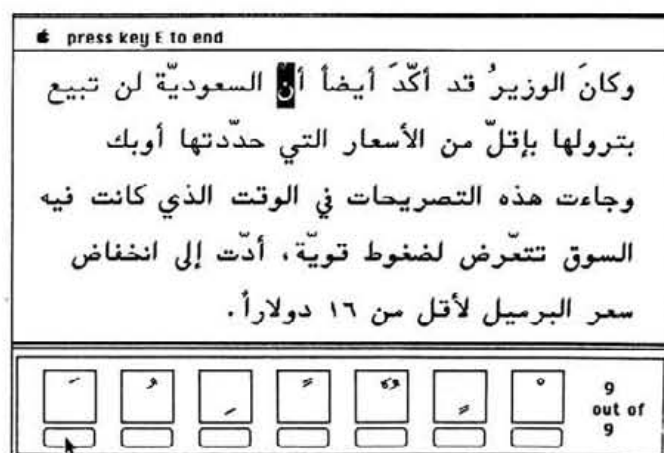 press key E to end
وكانَ الوزيرُ قد أكّدَ أيضاً أنّ السعوديّة لن تبيع
بترولها بإقلّ من الأسعار التي حدّدتها أوبك
وجاءت هذه التصريحات في الوقت الذي كانت فيه
السوق تتعّرض لضغوط قويّة، أدّت إلى انخفاض
سعر البرميل لأقل من ١٦ دولاراً.
َ ُ ِ ً ٌ ٍ ْ
9
out of
9